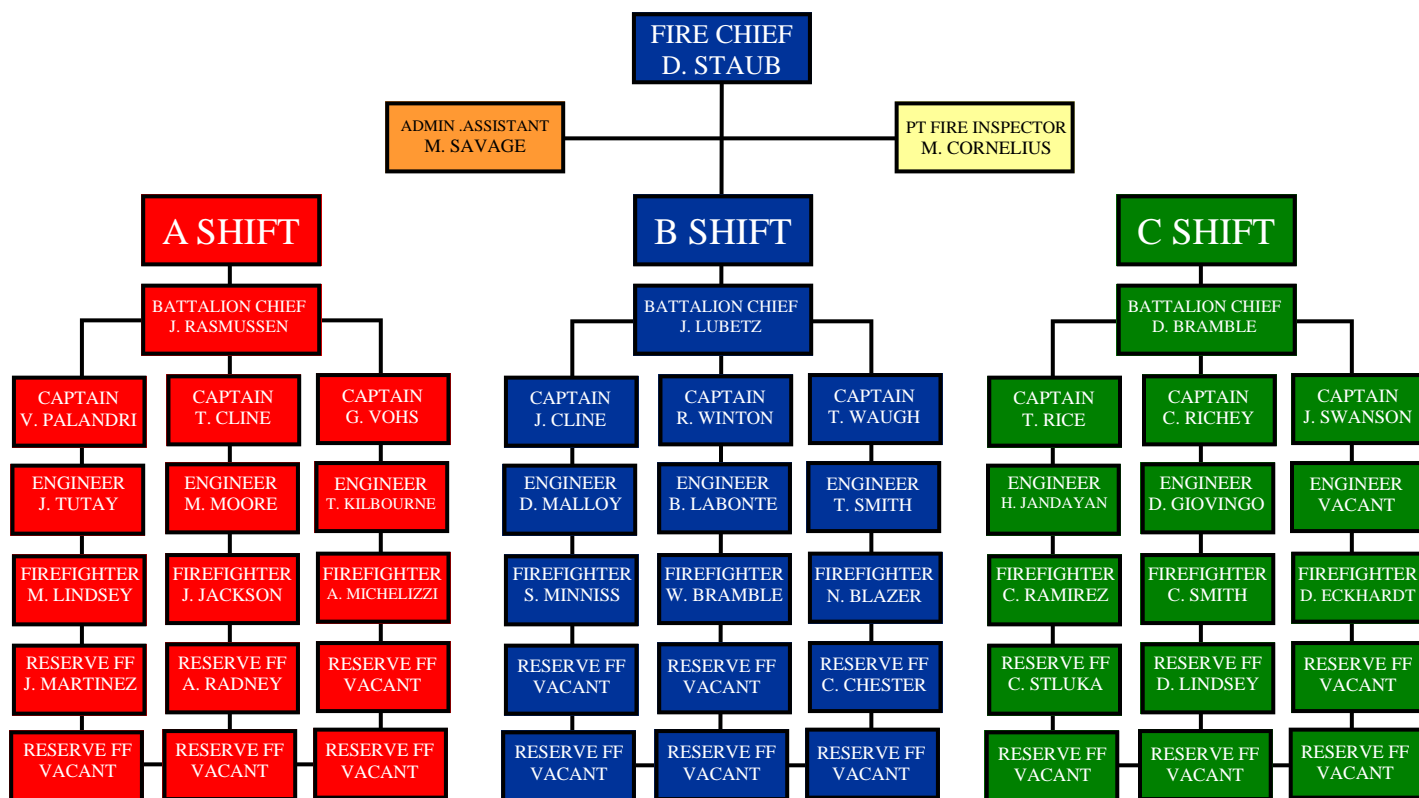 FIRE CHIEF
D. STAUB
ADMIN .ASSISTANT
M. SAVAGE
PT FIRE INSPECTOR
M. CORNELIUS
A SHIFT
B SHIFT
C SHIFT
BATTALION CHIEF
J. RASMUSSEN
BATTALION CHIEF
J. LUBETZ
BATTALION CHIEF
D. BRAMBLE
CAPTAIN
V. PALANDRI
CAPTAIN
T. CLINE
CAPTAIN
G. VOHS
CAPTAIN
J. CLINE
CAPTAIN
R. WINTON
CAPTAIN
T. WAUGH
CAPTAIN
T. RICE
CAPTAIN
C. RICHEY
CAPTAIN
J. SWANSON
ENGINEER
J. TUTAY
ENGINEER
M. MOORE
ENGINEER
T. KILBOURNE
ENGINEER
D. MALLOY
ENGINEER
B. LABONTE
ENGINEER
T. SMITH
ENGINEER
H. JANDAYAN
ENGINEER
D. GIOVINGO
ENGINEER
VACANT
FIREFIGHTER
M. LINDSEY
FIREFIGHTER
J. JACKSON
FIREFIGHTER
A. MICHELIZZI
FIREFIGHTER
S. MINNISS
FIREFIGHTER
W. BRAMBLE
FIREFIGHTER
N. BLAZER
FIREFIGHTER
C. RAMIREZ
FIREFIGHTER
C. SMITH
FIREFIGHTER
D. ECKHARDT
RESERVE FF
J. MARTINEZ
RESERVE FF
A. RADNEY
RESERVE FF
VACANT
RESERVE FF
VACANT
RESERVE FF
VACANT
RESERVE FF
C. CHESTER
RESERVE FF
C. STLUKA
RESERVE FF
D. LINDSEY
RESERVE FF
VACANT
RESERVE FF
VACANT
RESERVE FF
VACANT
RESERVE FF
VACANT
RESERVE FF
VACANT
RESERVE FF
VACANT
RESERVE FF
VACANT
RESERVE FF
VACANT
RESERVE FF
VACANT
RESERVE FF
VACANT